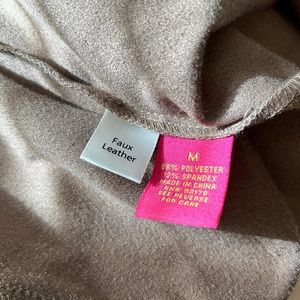 Faux
Leather
M
88% POLYESTER
12% SPANDEX
MADE IN CHINA
SEE REVERSE
FOR CARE